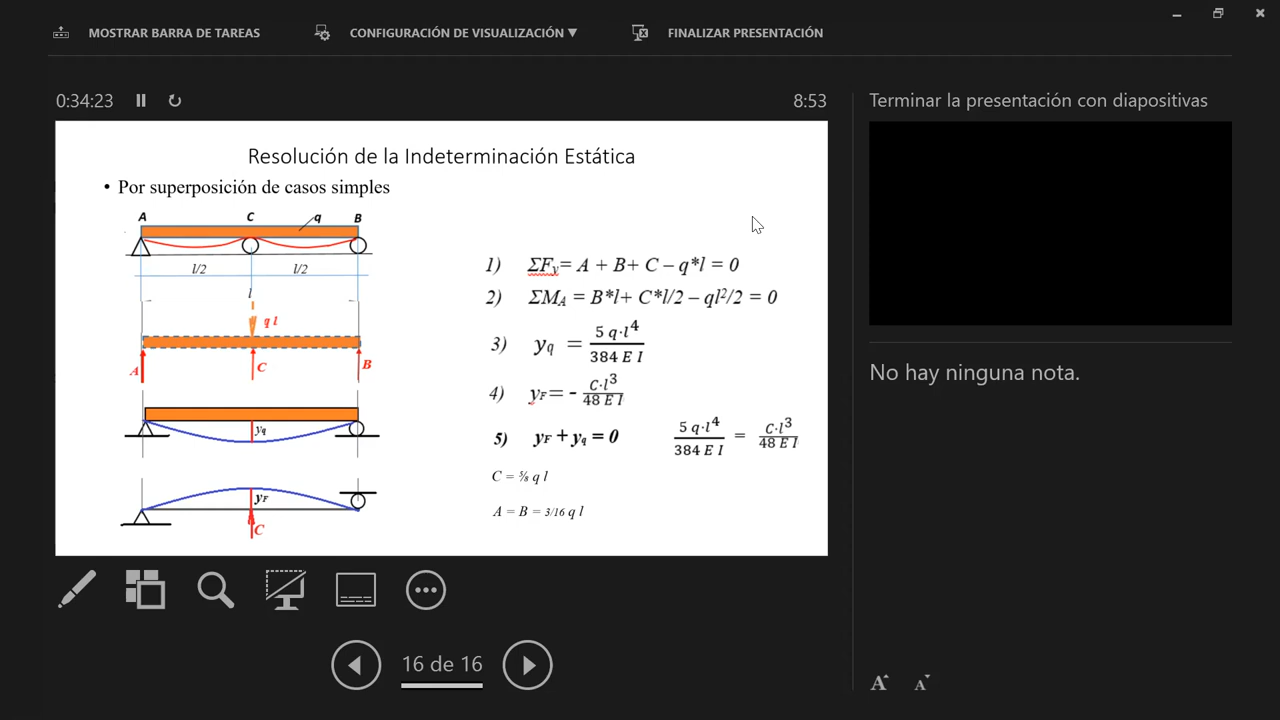 MOSTRAR BARRA DE TAREAS
CONFIGURACIÓN DE VISUALIZACIÓN ▼
FINALIZAR PRESENTACIÓN
0:34:23
8:53
Terminar la presentación con diapositivas
Resolución de la Indeterminación Estática
• Por superposición de casos simples
A C q B
l/2 l/2
l
q l
A C B
yq
yF
C
1) ΣFy= A + B+ C – q*l = 0
2) ΣMA = B*l+ C*l/2 – ql²/2 = 0
3) yq = 5 q·l⁴ / 384 E I
4) yF= - C·l³ / 48 E I
5) yF + yq = 0 5 q·l⁴ / 384 E I = C·l³ / 48 E I
C = ⅝ q l
A = B = 3/16 q l
No hay ninguna nota.
16 de 16
A A